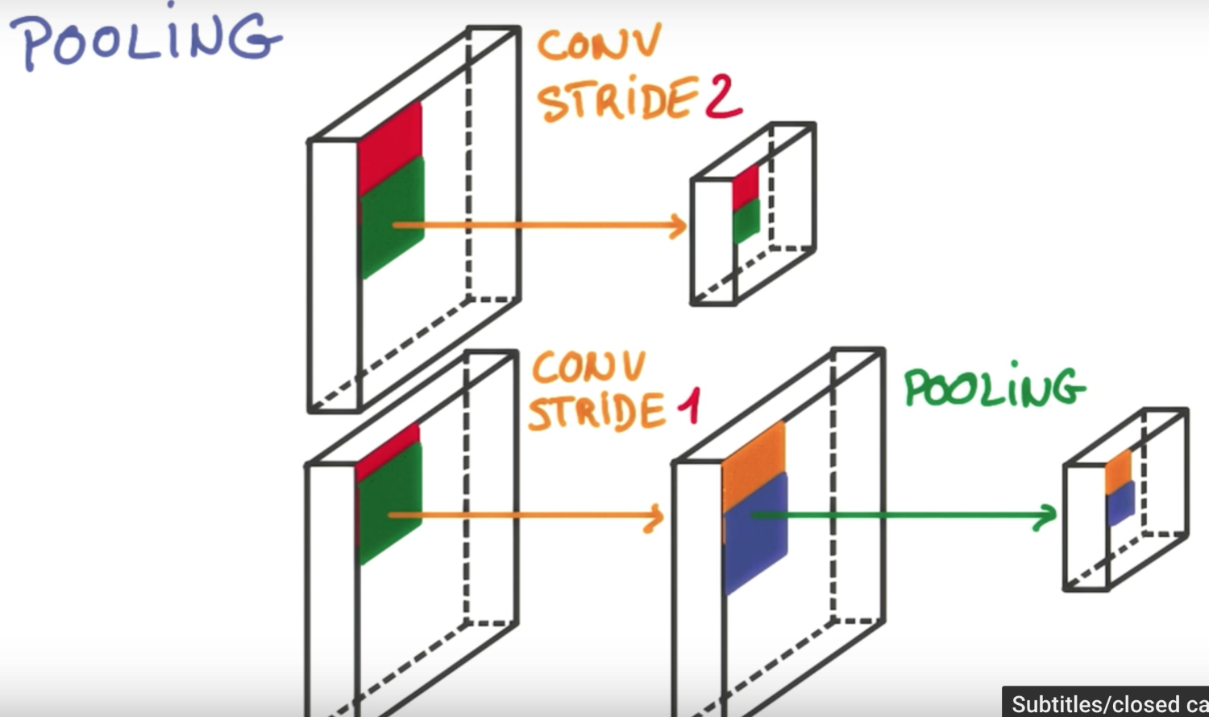 POOLING
CONV
STRIDE 2
CONV
STRIDE 1
POOLING
Subtitles/closed ca